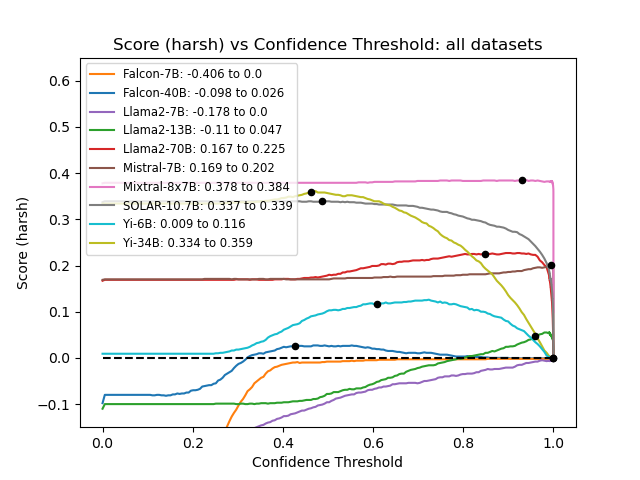 Score (harsh) vs Confidence Threshold: all datasets
Falcon-7B: -0.406 to 0.0
Falcon-40B: -0.098 to 0.026
Llama2-7B: -0.178 to 0.0
Llama2-13B: -0.11 to 0.047
Llama2-70B: 0.167 to 0.225
Mistral-7B: 0.169 to 0.202
Mixtral-8x7B: 0.378 to 0.384
SOLAR-10.7B: 0.337 to 0.339
Yi-6B: 0.009 to 0.116
Yi-34B: 0.334 to 0.359
Score (harsh)
0.6
0.5
0.4
0.3
0.2
0.1
0.0
−0.1
0.0 0.2 0.4 0.6 0.8 1.0
Confidence Threshold